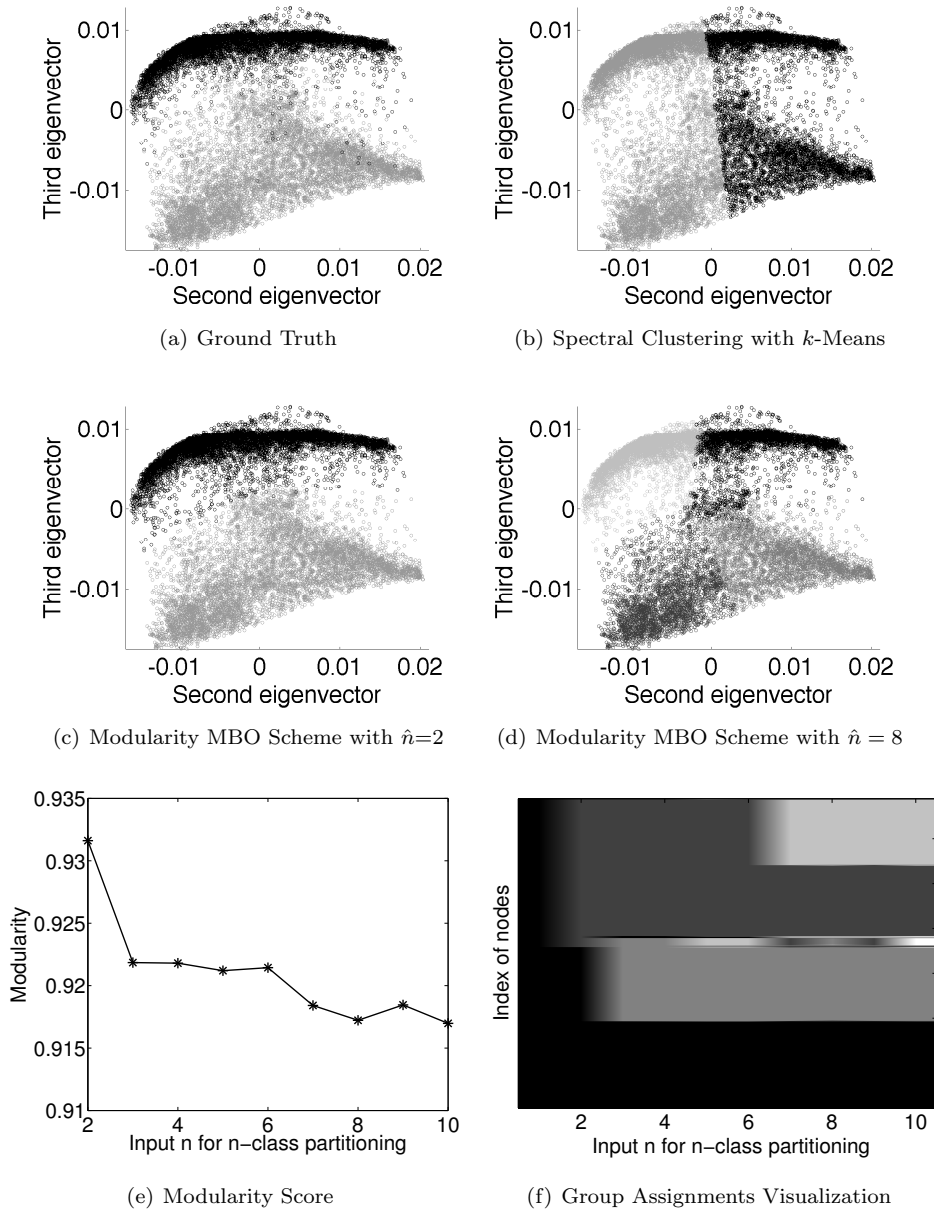 0.01
0
-0.01
Third eigenvector
-0.01 0 0.01 0.02
Second eigenvector
(a) Ground Truth
0.01
0
-0.01
Third eigenvector
-0.01 0 0.01 0.02
Second eigenvector
(b) Spectral Clustering with k-Means
0.01
0
-0.01
Third eigenvector
-0.01 0 0.01 0.02
Second eigenvector
(c) Modularity MBO Scheme with n̂=2
0.01
0
-0.01
Third eigenvector
-0.01 0 0.01 0.02
Second eigenvector
(d) Modularity MBO Scheme with n̂ = 8
0.935
0.93
0.925
0.92
0.915
0.91
Modularity
2 4 6 8 10
Input n for n−class partitioning
(e) Modularity Score
Index of nodes
2 4 6 8 10
Input n for n−class partitioning
(f) Group Assignments Visualization